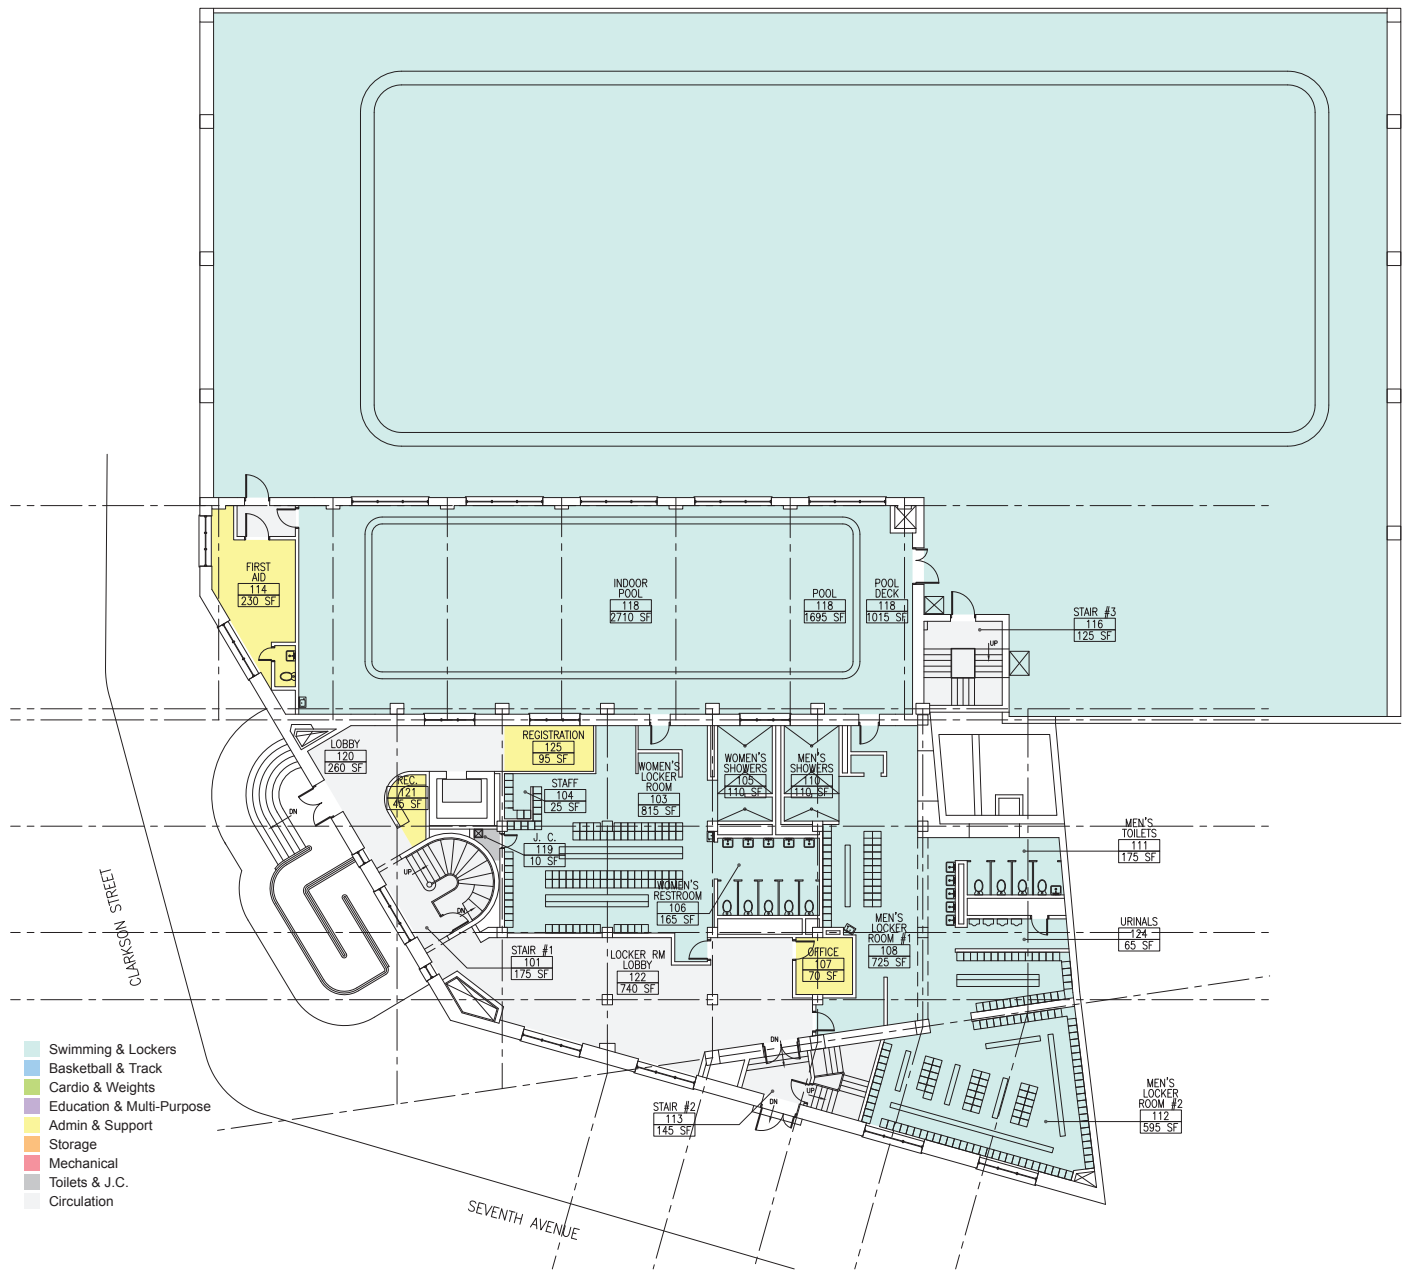 FIRST
AID
114
230 SF
INDOOR
POOL
118
2710 SF
POOL
118
1695 SF
POOL
DECK
118
1015 SF
STAIR #3
116
125 SF
UP
LOBBY
120
260 SF
REGISTRATION
125
95 SF
REC.
121
45 SF
STAFF
104
25 SF
WOMEN'S
LOCKER
ROOM
103
815 SF
WOMEN'S
SHOWERS
105
110 SF
MEN'S
SHOWERS
110
110 SF
DN
J. C.
119
10 SF
UP
DN
MEN'S
TOILETS
111
175 SF
WOMEN'S
RESTROOM
106
165 SF
CLARKSON STREET
STAIR #1
101
175 SF
LOCKER RM
LOBBY
122
740 SF
OFFICE
107
70 SF
MEN'S
LOCKER
ROOM #1
108
725 SF
URINALS
124
65 SF
DN
UP
DN
STAIR #2
113
145 SF
MEN'S
LOCKER
ROOM #2
112
595 SF
SEVENTH AVENUE
Swimming & Lockers
Basketball & Track
Cardio & Weights
Education & Multi-Purpose
Admin & Support
Storage
Mechanical
Toilets & J.C.
Circulation